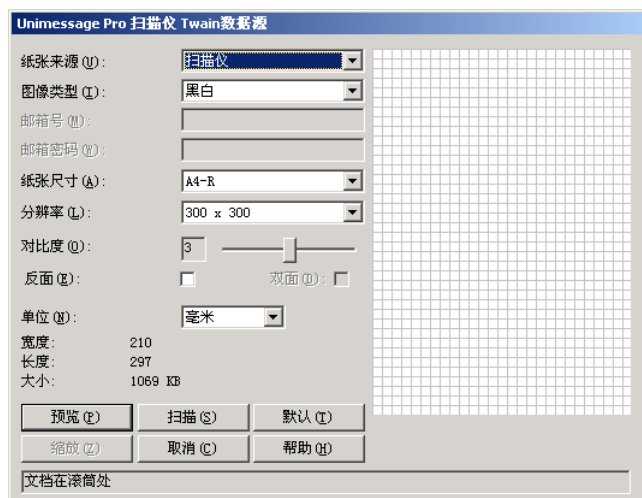 Unimessage Pro 扫描仪 Twain数据源
纸张来源(U): 扫描仪
图像类型(I): 黑白
邮箱号(M):
邮箱密码(W):
纸张尺寸(A): A4-R
分辨率(L): 300 x 300
对比度(O): 3
反面(E): 双面(D):
单位(N): 毫米
宽度: 210
长度: 297
大小: 1069 KB
预览(P) 扫描(S) 默认(T)
缩放(Z) 取消(C) 帮助(H)
文档在滚筒处